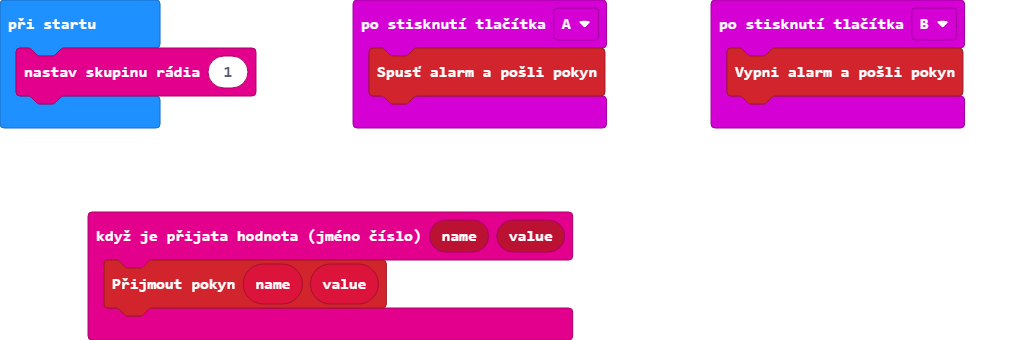 při startu
nastav skupinu rádia 1
po stisknutí tlačítka A
Spusť alarm a pošli pokyn
po stisknutí tlačítka B
Vypni alarm a pošli pokyn
když je přijata hodnota (jméno číslo) name value
Přijmout pokyn name value